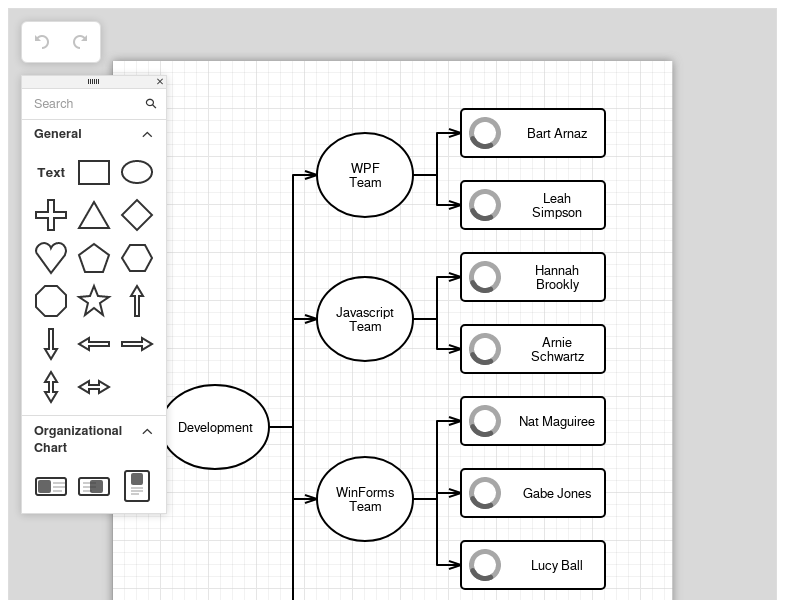 Search
General
Text
Organizational
Chart
Development
WPF
Team
Javascript
Team
WinForms
Team
Bart Arnaz
Leah
Simpson
Hannah
Brookly
Arnie
Schwartz
Nat Maguiree
Gabe Jones
Lucy Ball